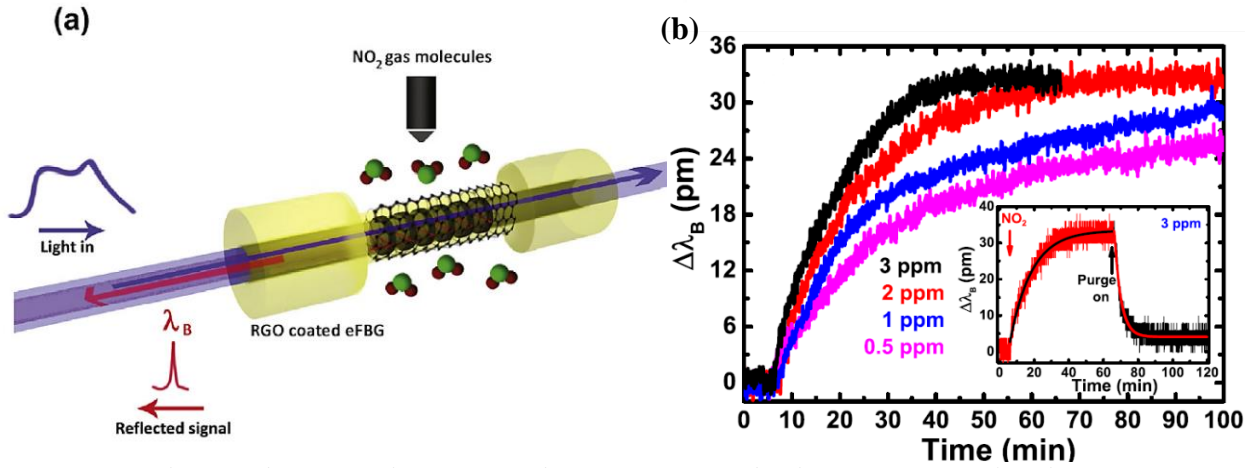 (a)
NO2 gas molecules
Light in
RGO coated eFBG
λB
Reflected signal
(b)
36
30
24
18
12
6
0
ΔλB (pm)
3 ppm
2 ppm
1 ppm
0.5 ppm
0 10 20 30 40 50 60 70 80 90 100
Time (min)
40
30
20
10
0
ΔλB (pm)
NO2
3 ppm
Purge
on
0 20 40 60 80 100 120
Time (min)